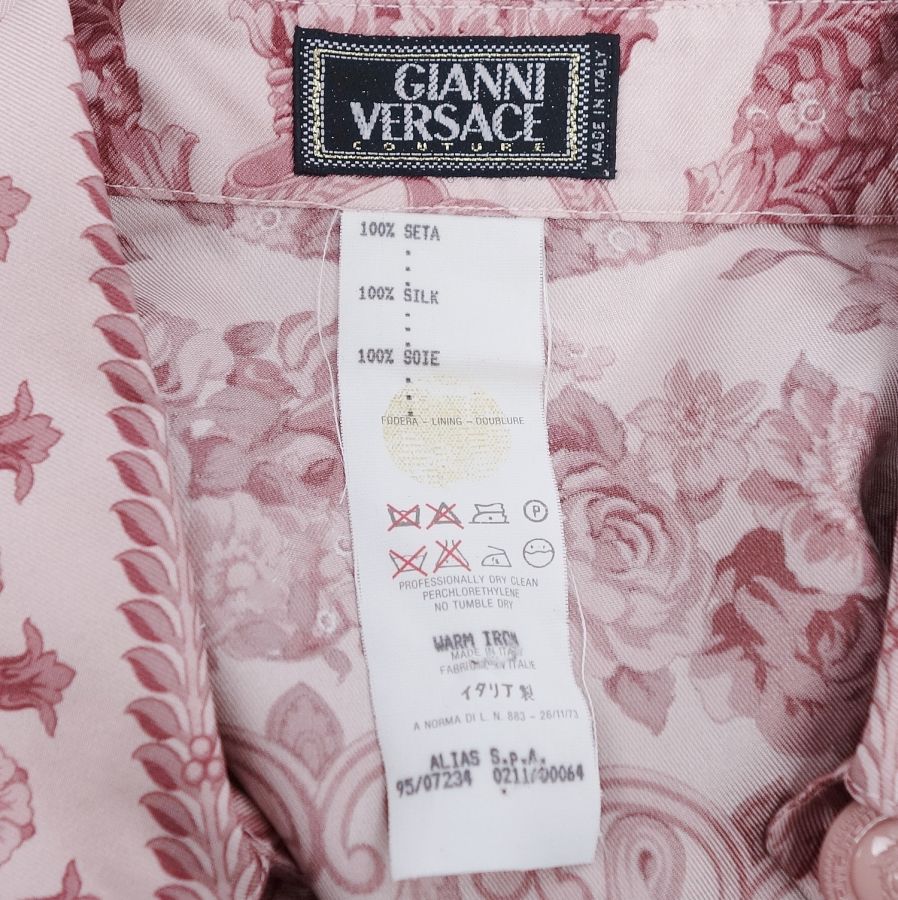 GIANNI
VERSACE
COUTURE
MADE IN ITALY
100% SETA
100% SILK
100% SOIE
FODERA - LINING - DOUBLURE
P
PROFESSIONALLY DRY CLEAN
PERCHLORETHYLENE
NO TUMBLE DRY
WARM IRON
MADE IN ITALY
FABRIQUÉ EN ITALIE
イタリア製
A NORMA DI L. N. 883 - 26/11/73
ALIAS S.p.A.
95/07234 0211/00064